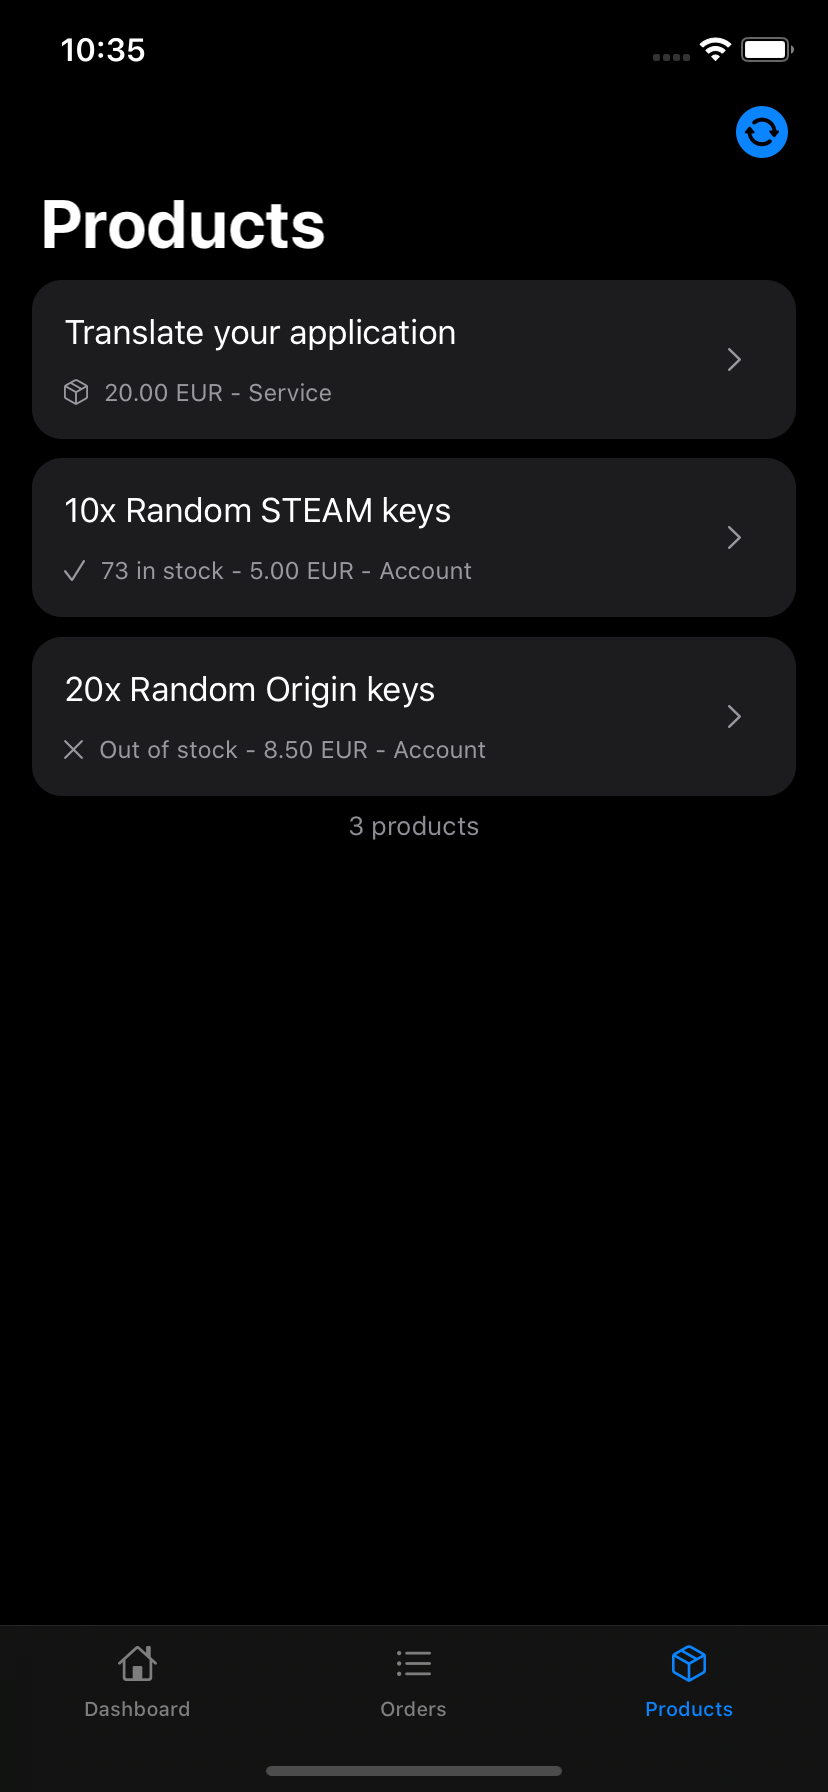 10:35
Products
Translate your application
20.00 EUR - Service
10x Random STEAM keys
73 in stock - 5.00 EUR - Account
20x Random Origin keys
Out of stock - 8.50 EUR - Account
3 products
Dashboard
Orders
Products